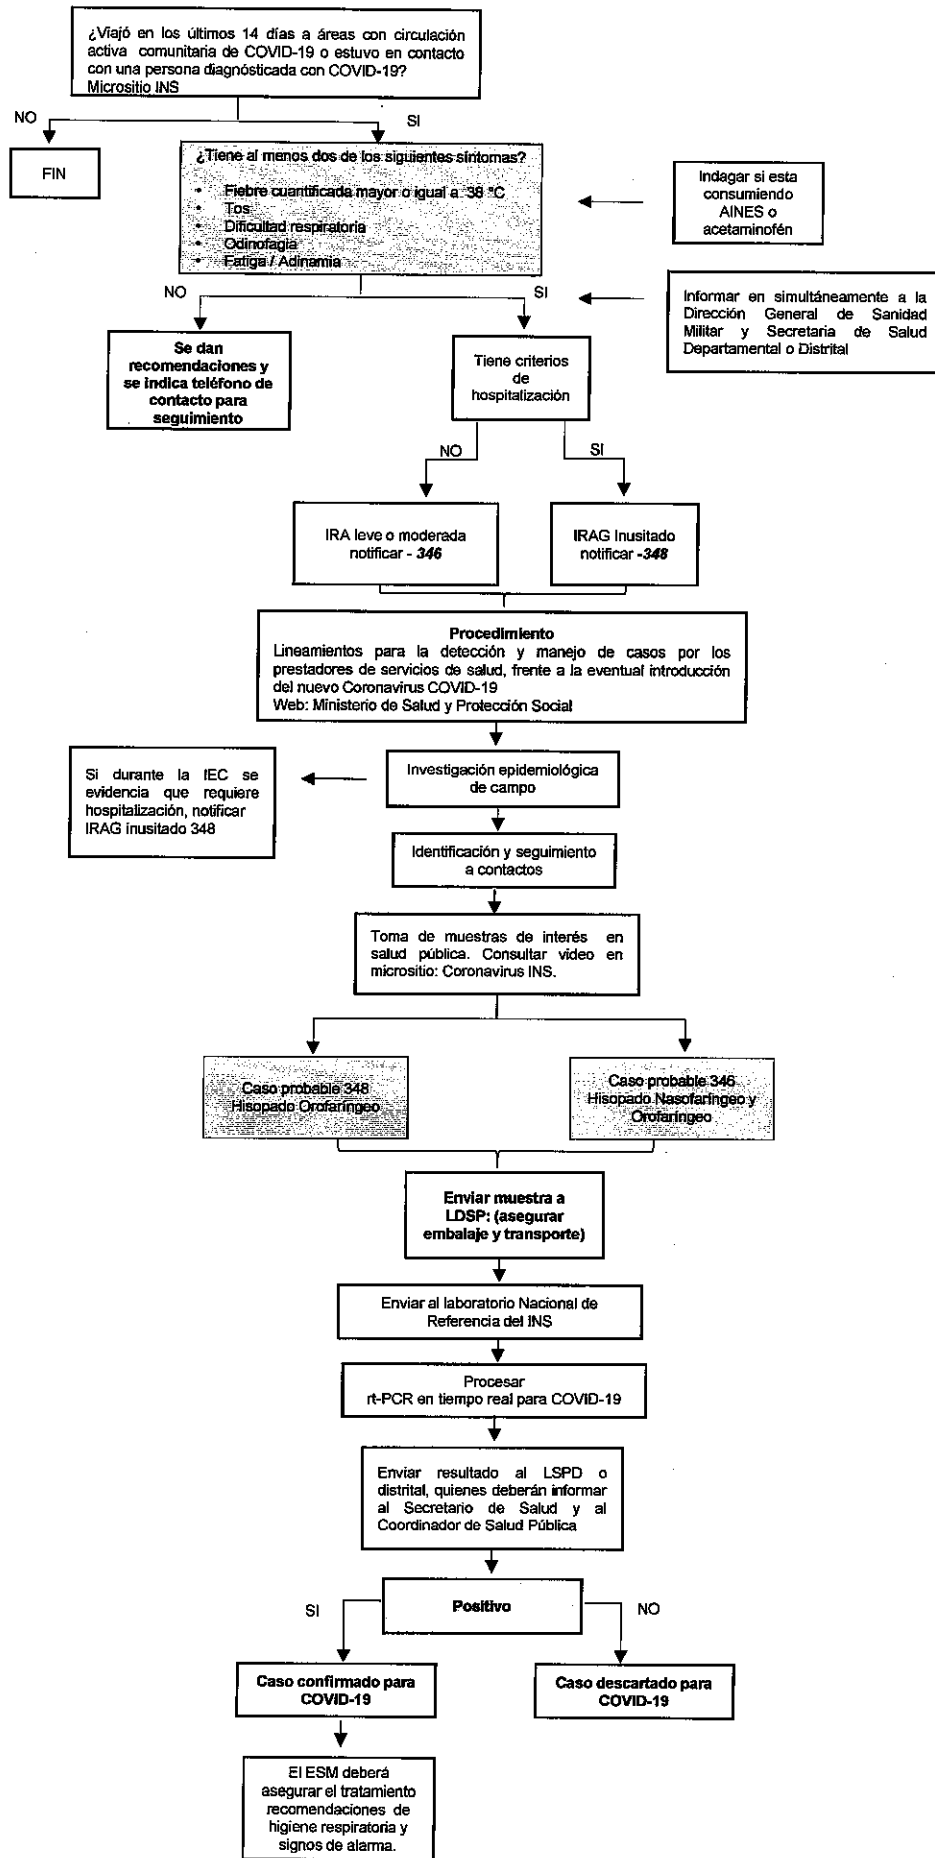 ¿Viajó en los últimos 14 días a áreas con circulación
activa comunitaria de COVID-19 o estuvo en contacto
con una persona diagnósticada con COVID-19?
Micrositio INS
NO
SI
FIN
¿Tiene al menos dos de los siguientes síntomas?
• Fiebre cuantificada mayor o igual a 38 °C
• Tos
• Dificultad respiratoria
• Odinofagia
• Fatiga / Adinamia
Indagar si esta
consumiendo
AINES o
acetaminofén
NO
SI
Informar en simultáneamente a la
Dirección General de Sanidad
Militar y Secretaria de Salud
Departamental o Distrital
Se dan
recomendaciones y
se indica teléfono de
contacto para
seguimiento
Tiene criterios
de
hospitalización
NO
SI
IRA leve o moderada
notificar - 346
IRAG Inusitado
notificar -348
Procedimiento
Lineamientos para la detección y manejo de casos por los
prestadores de servicios de salud, frente a la eventual introducción
del nuevo Coronavirus COVID-19
Web: Ministerio de Salud y Protección Social
Si durante la IEC se
evidencia que requiere
hospitalización, notificar
IRAG inusitado 348
Investigación epidemiológica
de campo
Identificación y seguimiento
a contactos
Toma de muestras de interés en
salud pública. Consultar video en
micrositio: Coronavirus INS.
Caso probable 348
Hisopado Orofaríngeo
Caso probable 346
Hisopado Nasofaríngeo y
Orofaríngeo
Enviar muestra a
LDSP: (asegurar
embalaje y transporte)
Enviar al laboratorio Nacional de
Referencia del INS
Procesar
rt-PCR en tiempo real para COVID-19
Enviar resultado al LSPD o
distrital, quienes deberán informar
al Secretario de Salud y al
Coordinador de Salud Pública
SI
Positivo
NO
Caso confirmado para
COVID-19
Caso descartado para
COVID-19
El ESM deberá
asegurar el tratamiento
recomendaciones de
higiene respiratoria y
signos de alarma.